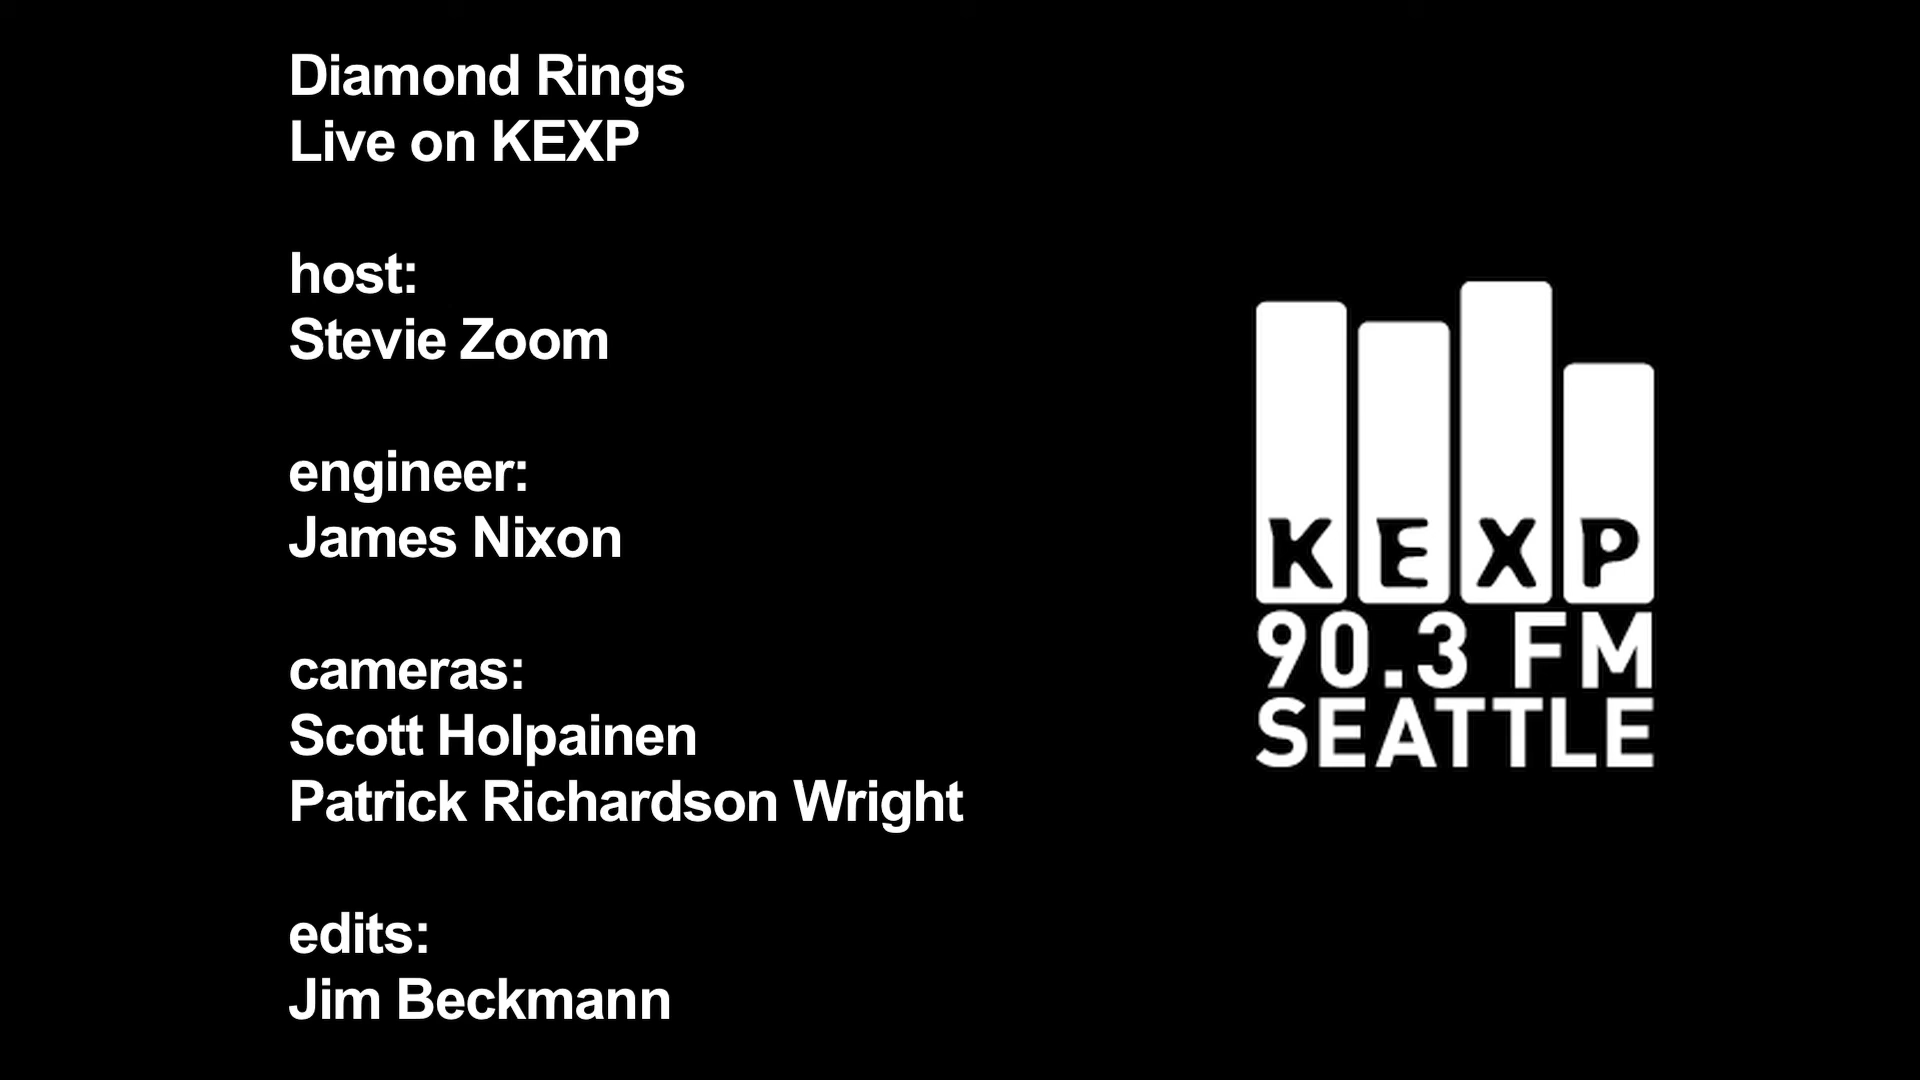 Diamond Rings
Live on KEXP
host:
Stevie Zoom
engineer:
James Nixon
cameras:
Scott Holpainen
Patrick Richardson Wright
edits:
Jim Beckmann
KEXP
90.3 FM
SEATTLE